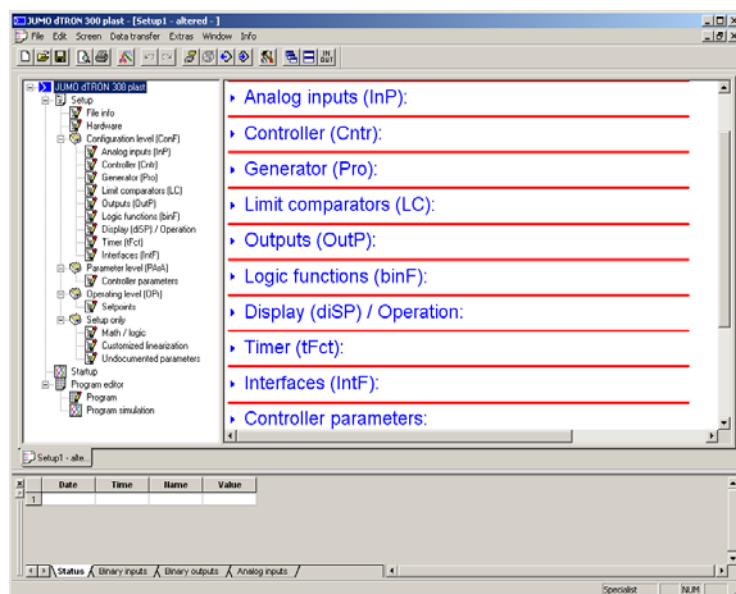 JUMO dTRON 300 plast - [Setup1 - altered - ]
File Edit Screen Data transfer Extras Window Info
IN
OUT
JUMO dTRON 300 plast
Setup
File info
Hardware
Configuration level (ConF)
Analog inputs (InP)
Controller (Cntr)
Generator (Pro)
Limit comparators (LC)
Outputs (OutP)
Logic functions (binF)
Display (diSP) / Operation
Timer (tFct)
Interfaces (IntF)
Parameter level (PArA)
Controller parameters
Operating level (OPr)
Setpoints
Setup only
Math / logic
Customized linearization
Undocumented parameters
Startup
Program editor
Program
Program simulation
Analog inputs (InP):
Controller (Cntr):
Generator (Pro):
Limit comparators (LC):
Outputs (OutP):
Logic functions (binF):
Display (diSP) / Operation:
Timer (tFct):
Interfaces (IntF):
Controller parameters:
Setup1 - alte...
Date Time Name Value
1
Status Binary inputs Binary outputs Analog inputs
Specialist NUM